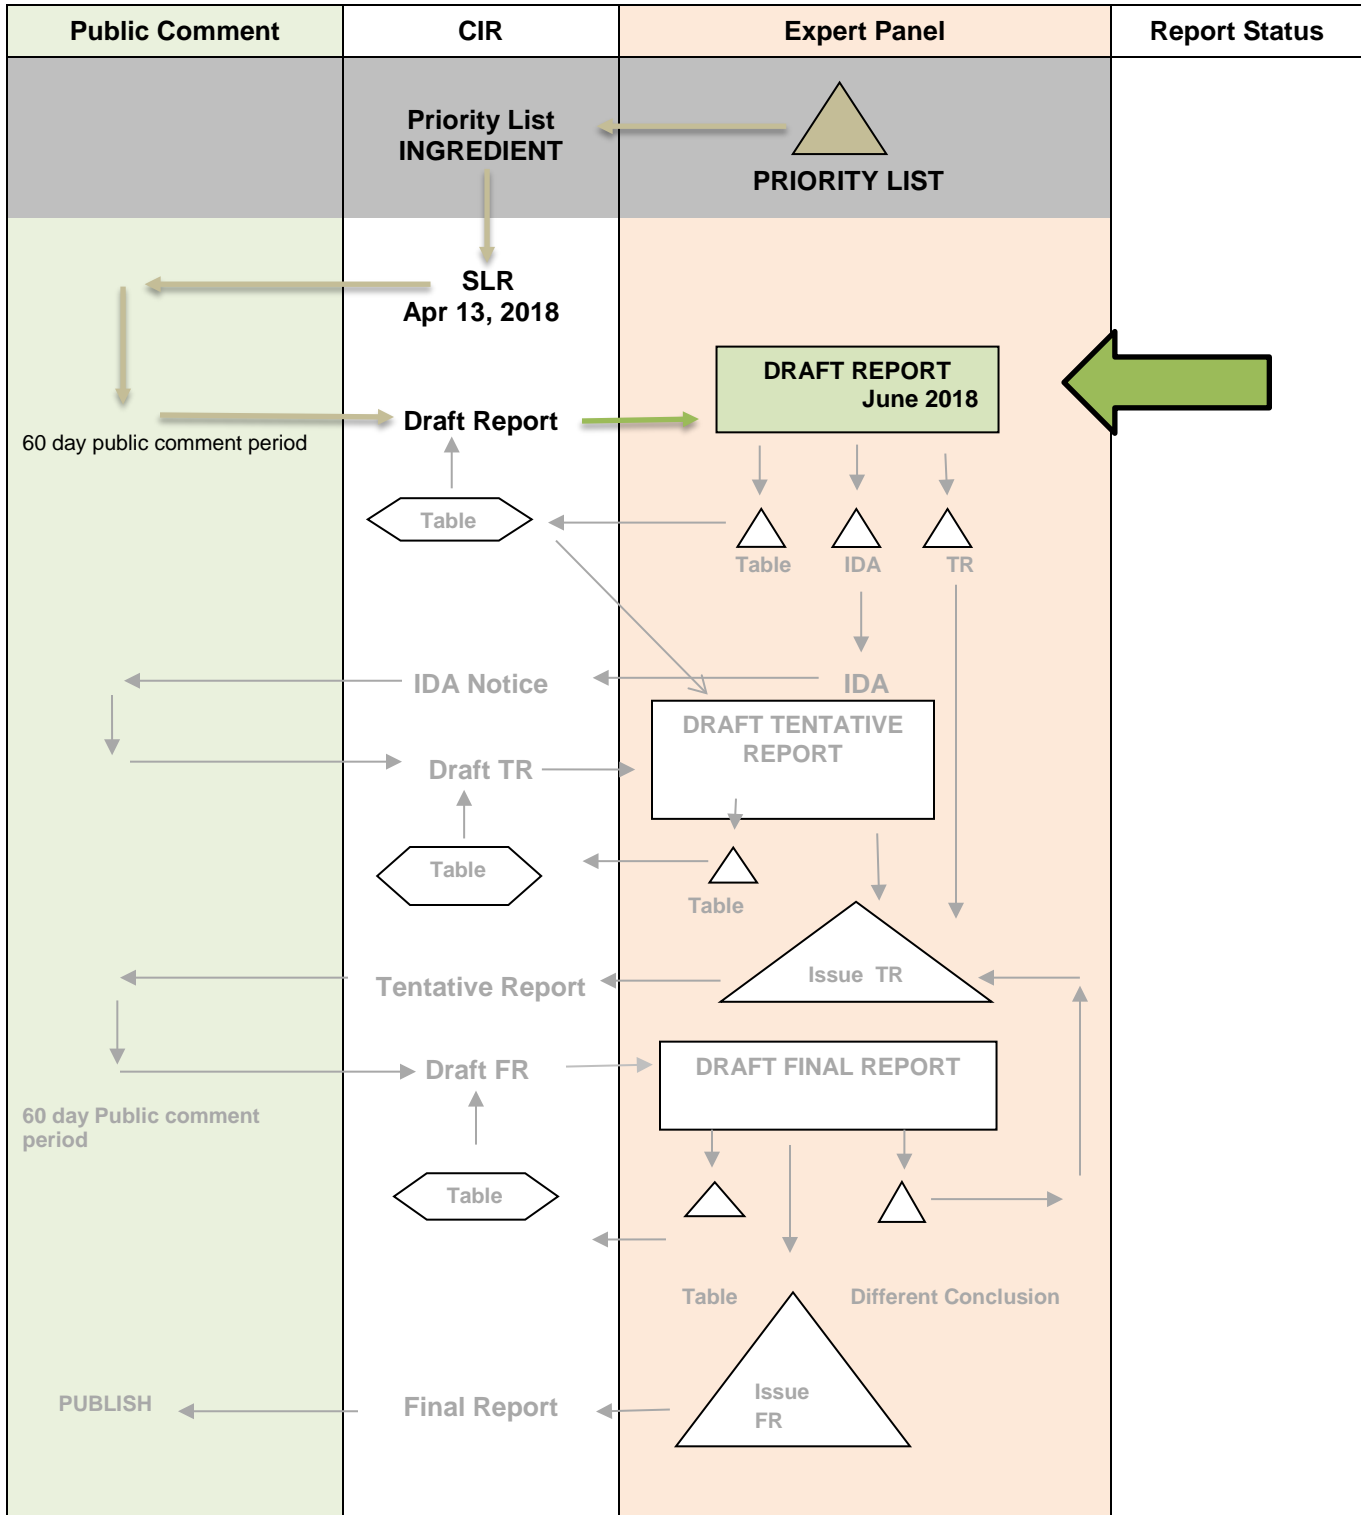 Public Comment
CIR
Expert Panel
Report Status
Priority List
INGREDIENT
PRIORITY LIST
SLR
Apr 13, 2018
DRAFT REPORT
June 2018
60 day public comment period
Draft Report
Table
Table
IDA
TR
IDA Notice
IDA
DRAFT TENTATIVE
REPORT
Draft TR
Table
Table
Tentative Report
Issue TR
Draft FR
DRAFT FINAL REPORT
60 day Public comment
period
Table
Table
Different Conclusion
PUBLISH
Final Report
Issue
FR